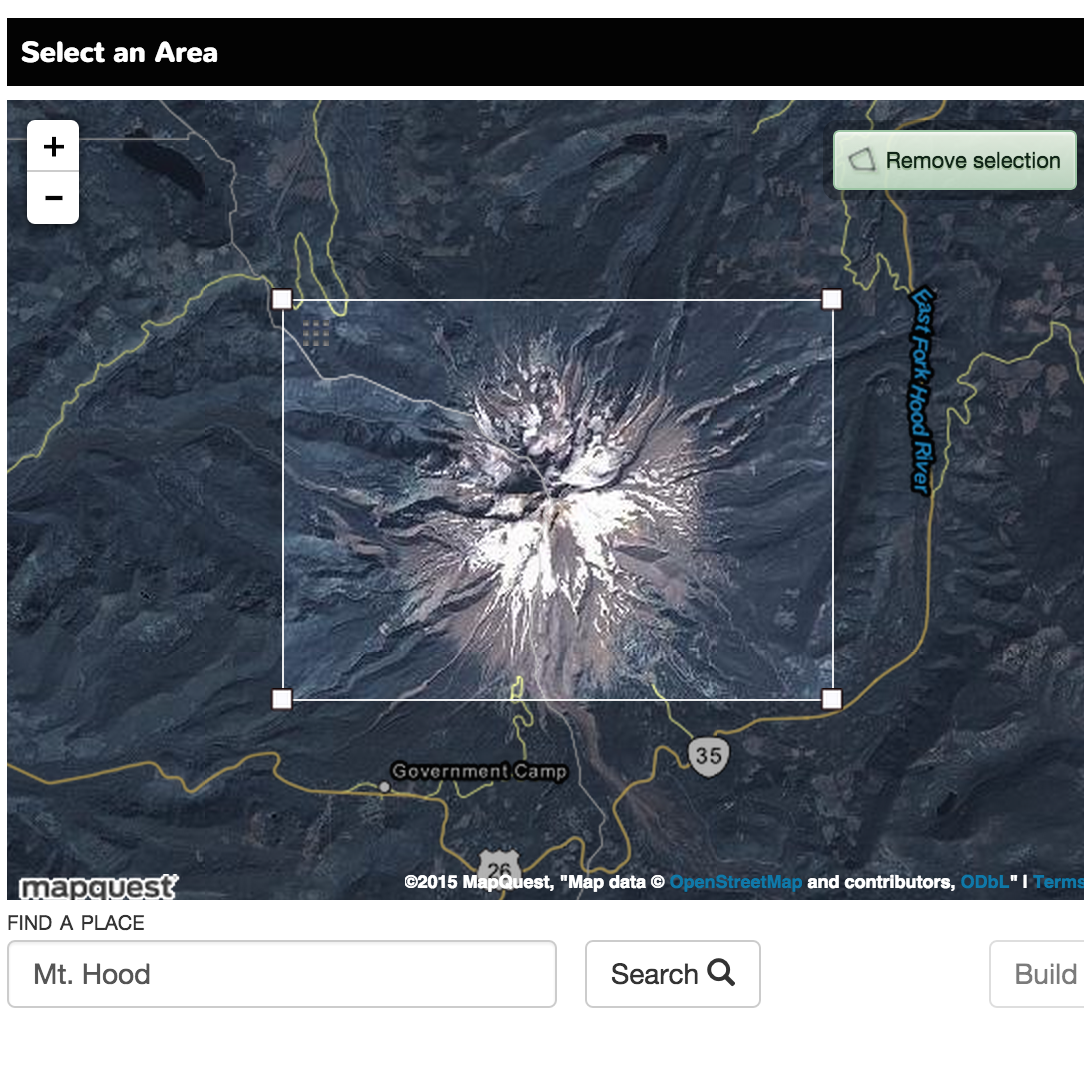 Select an Area
+
−
Remove selection
East Fork Hood River
35
Government Camp
26
mapquest
©2015 MapQuest, "Map data © OpenStreetMap and contributors, ODbL" | Terms
FIND A PLACE
Mt. Hood
Search
Build